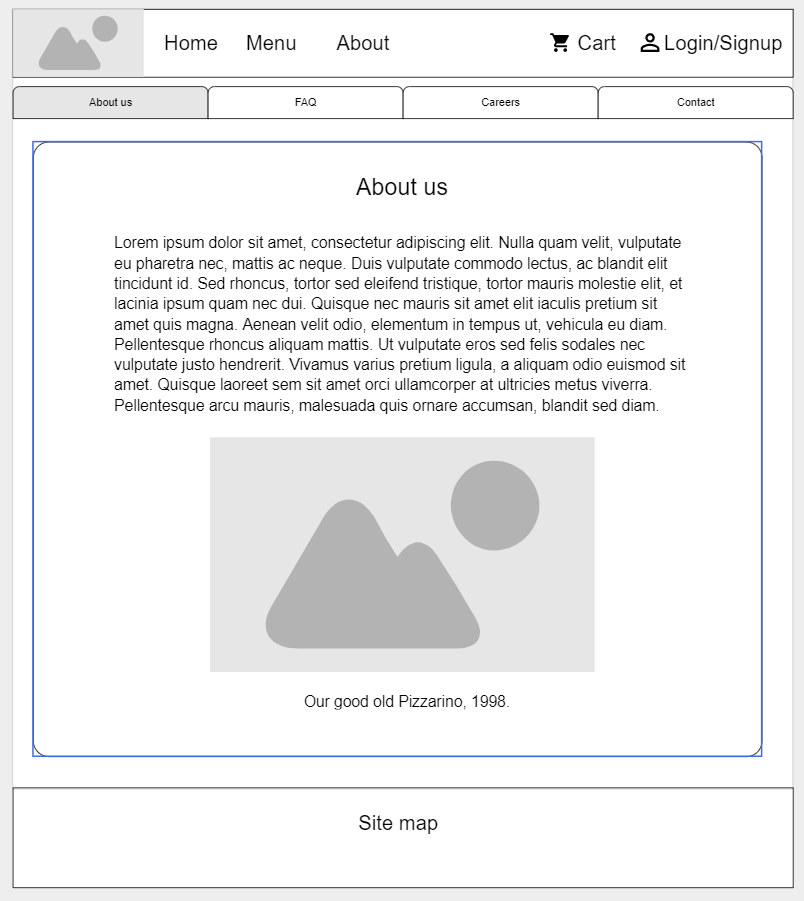 Home Menu About Cart Login/Signup
About us FAQ Careers Contact
About us
Lorem ipsum dolor sit amet, consectetur adipiscing elit. Nulla quam velit, vulputate
eu pharetra nec, mattis ac neque. Duis vulputate commodo lectus, ac blandit elit
tincidunt id. Sed rhoncus, tortor sed eleifend tristique, tortor mauris molestie elit, et
lacinia ipsum quam nec dui. Quisque nec mauris sit amet elit iaculis pretium sit
amet quis magna. Aenean velit odio, elementum in tempus ut, vehicula eu diam.
Pellentesque rhoncus aliquam mattis. Ut vulputate eros sed felis sodales nec
vulputate justo hendrerit. Vivamus varius pretium ligula, a aliquam odio euismod sit
amet. Quisque laoreet sem sit amet orci ullamcorper at ultricies metus viverra.
Pellentesque arcu mauris, malesuada quis ornare accumsan, blandit sed diam.
Our good old Pizzarino, 1998.
Site map